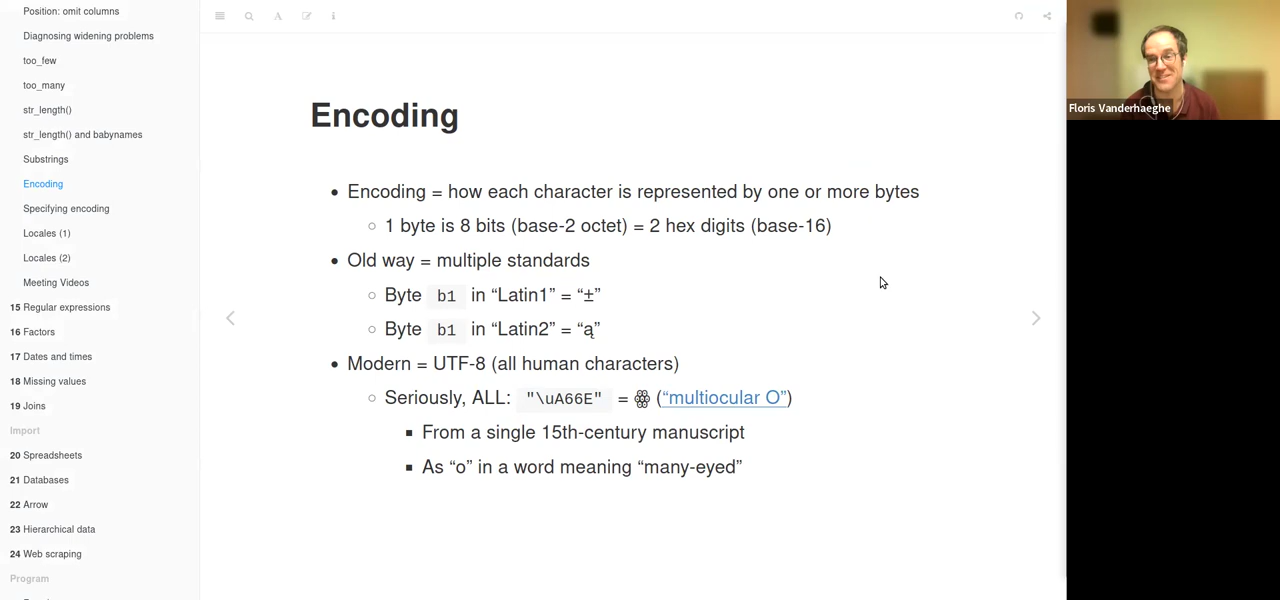 Position: omit columns
Diagnosing widening problems
too_few
too_many
str_length()
str_length() and babynames
Substrings
Encoding
Specifying encoding
Locales (1)
Locales (2)
Meeting Videos
15 Regular expressions
16 Factors
17 Dates and times
18 Missing values
19 Joins
Import
20 Spreadsheets
21 Databases
22 Arrow
23 Hierarchical data
24 Web scraping
Program
Encoding
• Encoding = how each character is represented by one or more bytes
○ 1 byte is 8 bits (base-2 octet) = 2 hex digits (base-16)
• Old way = multiple standards
○ Byte b1 in “Latin1” = “±”
○ Byte b1 in “Latin2” = “ą”
• Modern = UTF-8 (all human characters)
○ Seriously, ALL: "\uA66E" = ꙮ (“multiocular O”)
▪ From a single 15th-century manuscript
▪ As “o” in a word meaning “many-eyed”
Floris Vanderhaeghe